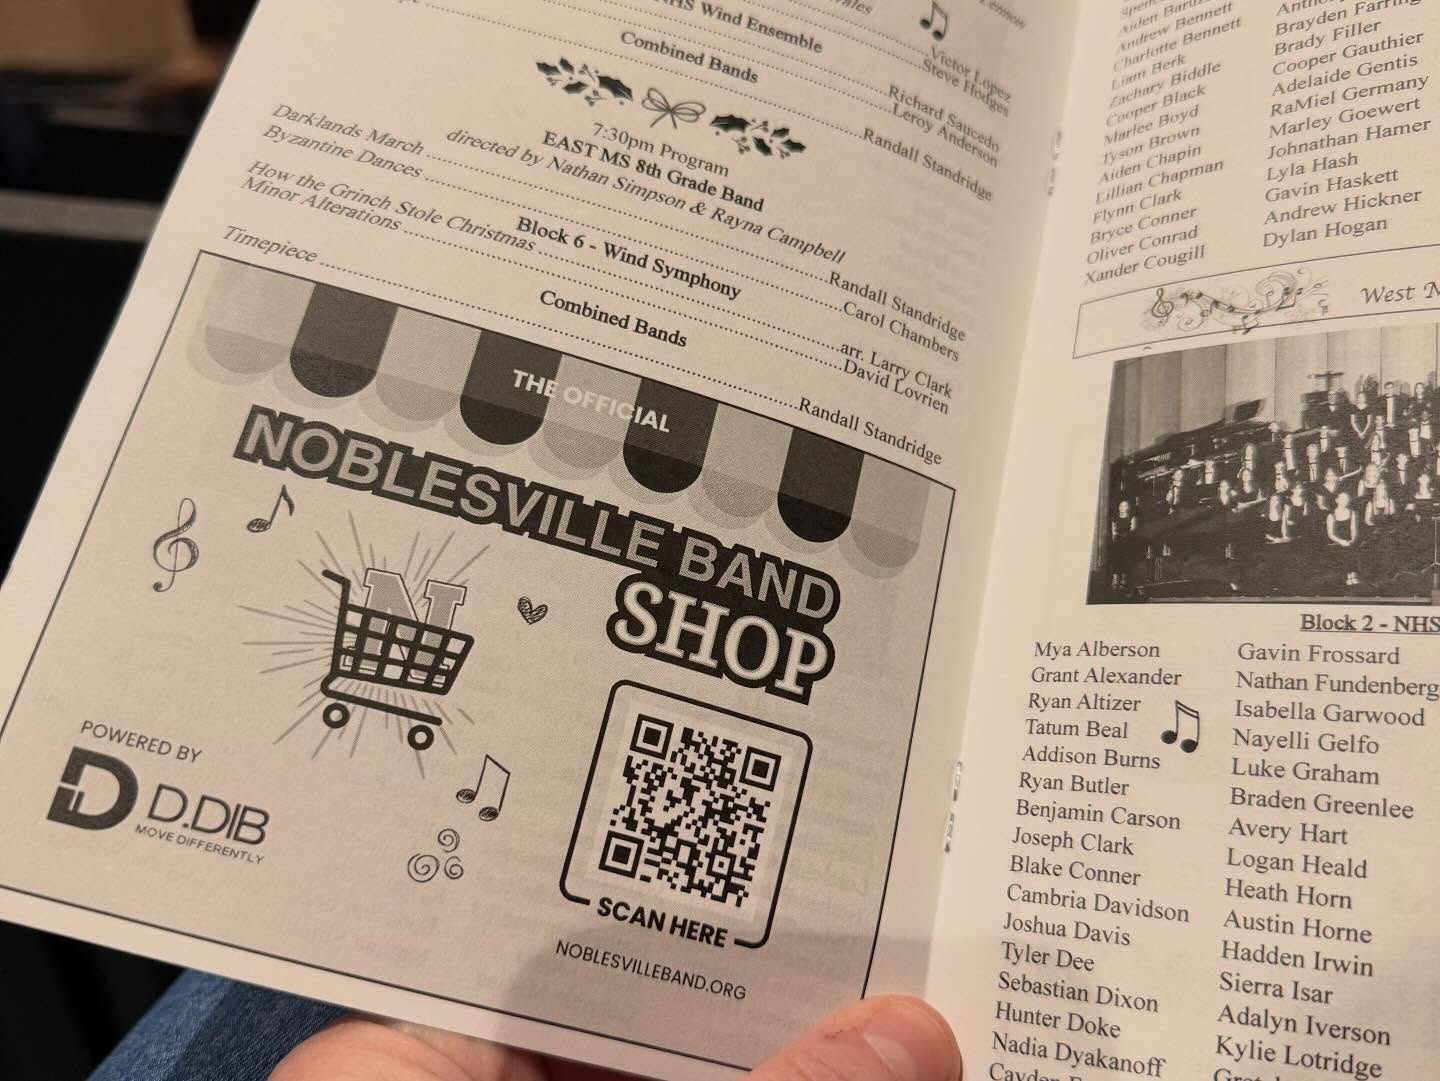 Lennon
NHS Wind Ensemble
Victor Lopez
Steve Hodges
Combined Bands
Richard Saucedo
Leroy Anderson
Randall Standridge
7:30pm Program
EAST MS 8th Grade Band
directed by Nathan Simpson & Rayna Campbell
Darklands March ........ Randall Standridge
Byzantine Dances ........ Carol Chambers
Block 6 - Wind Symphony
How the Grinch Stole Christmas ........ arr. Larry Clark
Minor Alterations ........ David Lovrien
Combined Bands
Timepiece ........ Randall Standridge
THE OFFICIAL
NOBLESVILLE BAND
SHOP
N
POWERED BY
D.DIB
MOVE DIFFERENTLY
SCAN HERE
NOBLESVILLEBAND.ORG
Andrew Bennett
Charlotte Bennett
Liam Berk
Zachary Biddle
Cooper Black
Marlee Boyd
Tyson Brown
Aiden Chapin
Lillian Chapman
Flynn Clark
Bryce Conner
Oliver Conrad
Xander Cougill
Brayden Farring
Brady Filler
Cooper Gauthier
Adelaide Gentis
RaMiel Germany
Marley Goewert
Johnathan Hamer
Lyla Hash
Gavin Haskett
Andrew Hickner
Dylan Hogan
West M
Block 2 - NHS
Mya Alberson
Grant Alexander
Ryan Altizer
Tatum Beal
Addison Burns
Ryan Butler
Benjamin Carson
Joseph Clark
Blake Conner
Cambria Davidson
Joshua Davis
Tyler Dee
Sebastian Dixon
Hunter Doke
Nadia Dyakanoff
Cayden
Gavin Frossard
Nathan Fundenberg
Isabella Garwood
Nayelli Gelfo
Luke Graham
Braden Greenlee
Avery Hart
Logan Heald
Heath Horn
Austin Horne
Hadden Irwin
Sierra Isar
Adalyn Iverson
Kylie Lotridge